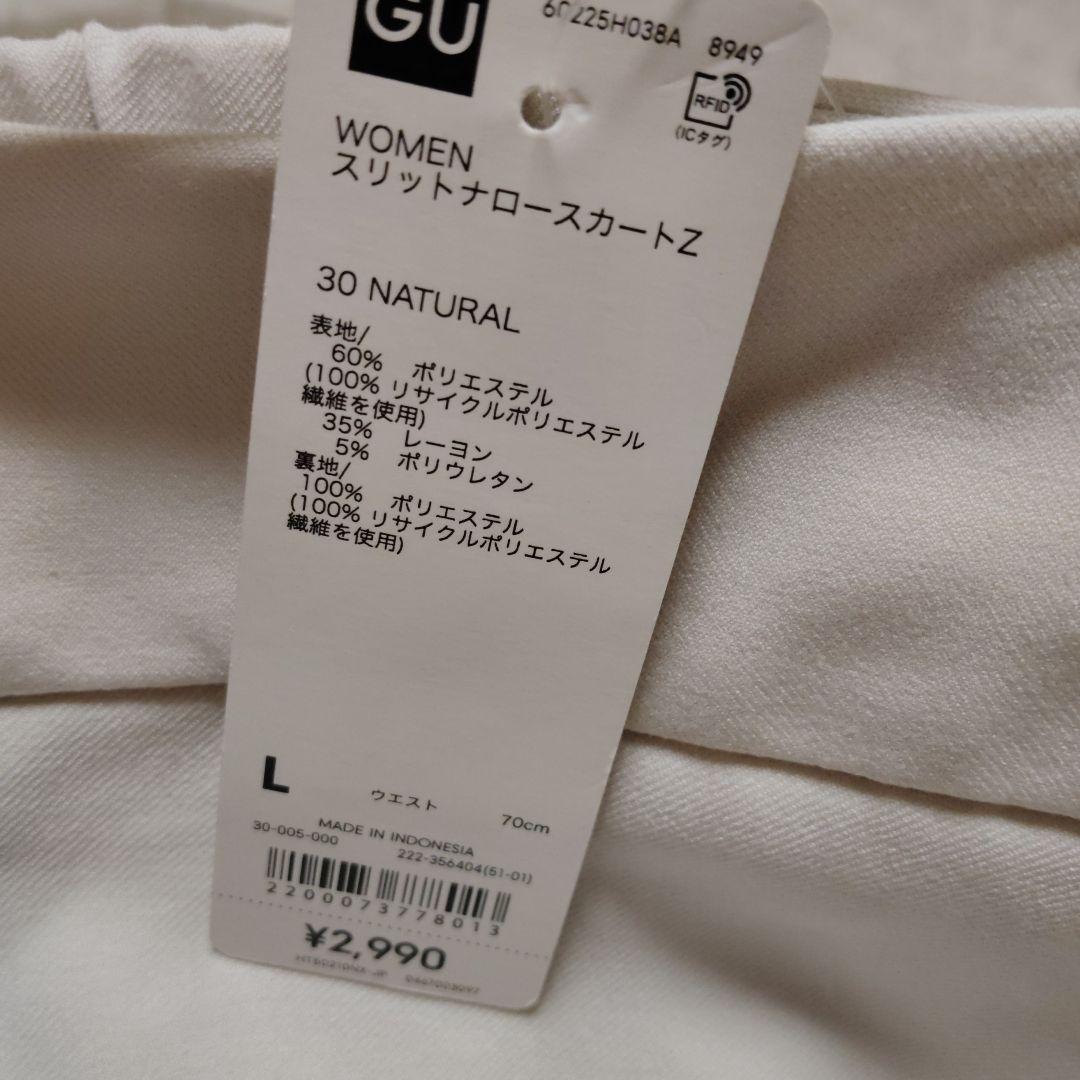 GU
60225H038A 8949
RFID
(ICタグ)
WOMEN
スリットナロースカートZ
30 NATURAL
表地/
60% ポリエステル
(100% リサイクルポリエステル
繊維を使用)
35% レーヨン
5% ポリウレタン
裏地/
100% ポリエステル
(100% リサイクルポリエステル
繊維を使用)
L ウエスト 70cm
MADE IN INDONESIA
30-005-000 222-356404(51-01)
2200073778013
¥2,990